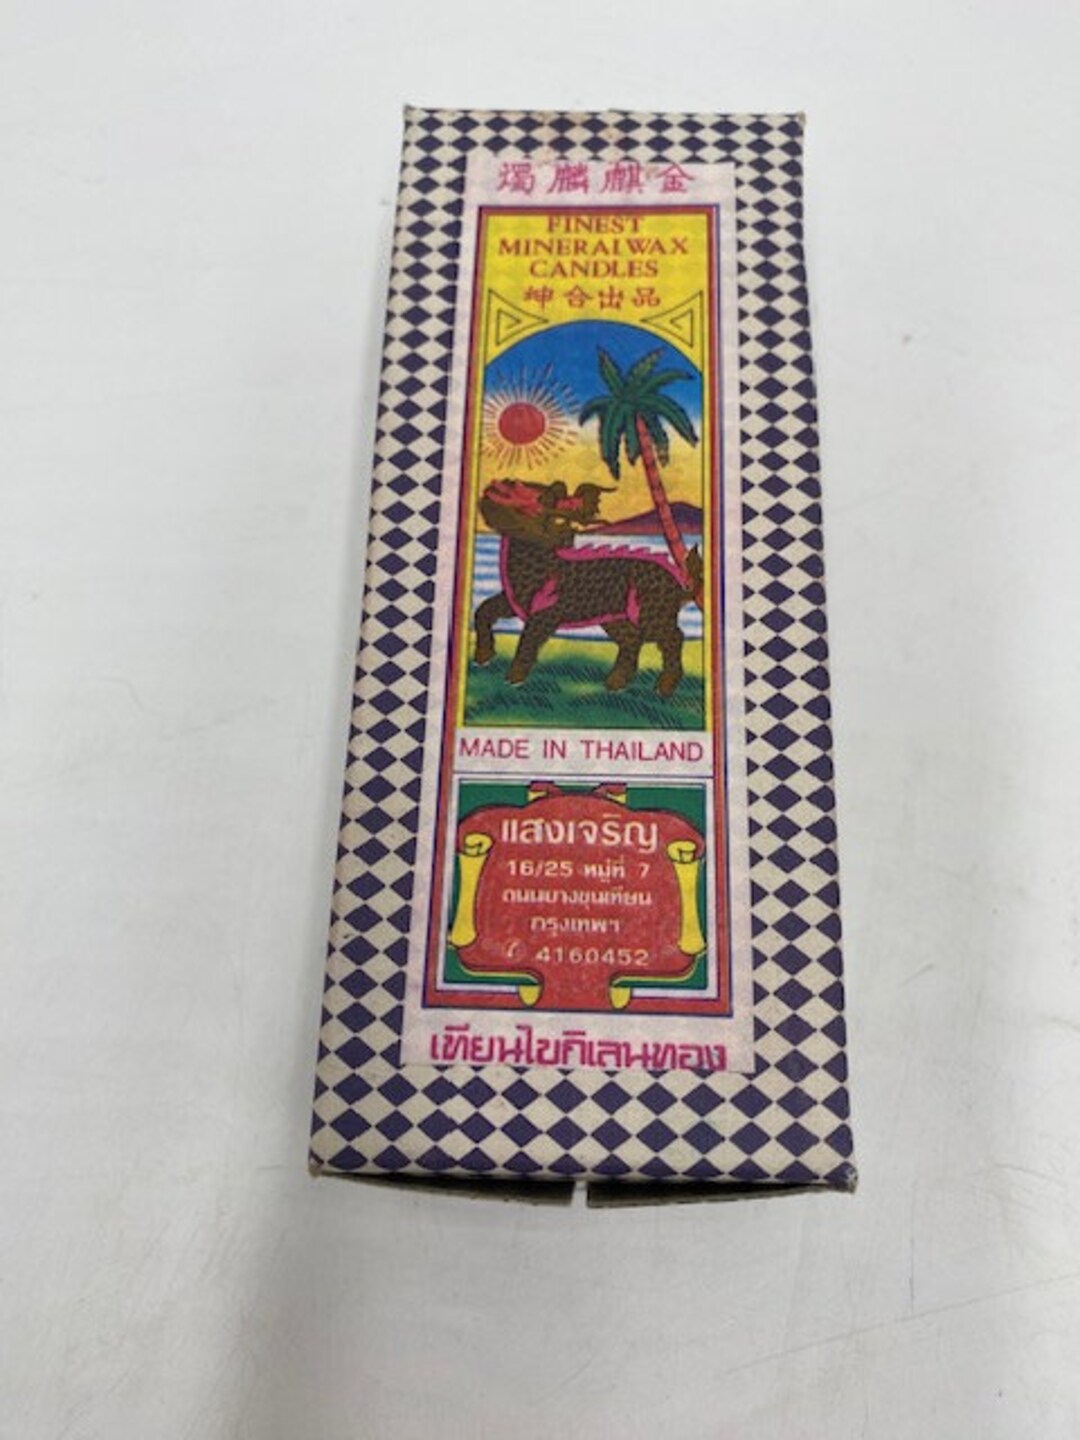 燭麟麒金
FINEST
MINERAL WAX
CANDLES
坤合出品
MADE IN THAILAND
แสงเจริญ
16/25 หมู่ที่ 7
ถนนบางขุนเทียน
กรุงเทพฯ
✆ 4160452
เทียนไขกิเลนทอง